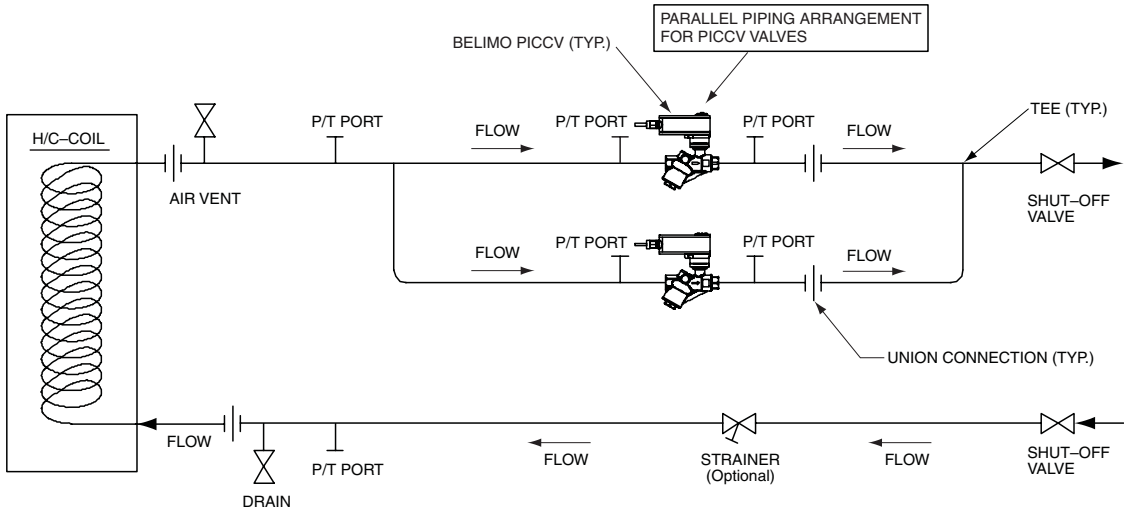 PARALLEL PIPING ARRANGEMENT
FOR PICCV VALVES
BELIMO PICCV (TYP.)
H/C–COIL
P/T PORT
FLOW
P/T PORT
P/T PORT
FLOW
TEE (TYP.)
AIR VENT
SHUT–OFF
VALVE
FLOW
P/T PORT
P/T PORT
FLOW
UNION CONNECTION (TYP.)
FLOW
P/T PORT
FLOW
STRAINER
(Optional)
FLOW
SHUT–OFF
VALVE
DRAIN